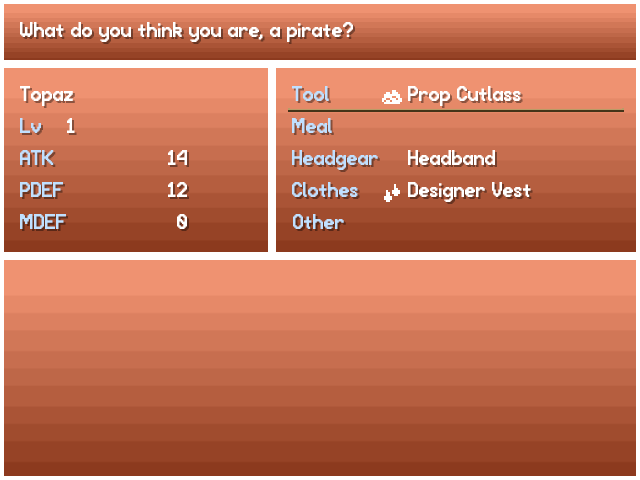 What do you think you are, a pirate?
Topaz
Lv 1
ATK 14
PDEF 12
MDEF 0
Tool Prop Cutlass
Meal
Headgear Headband
Clothes Designer Vest
Other